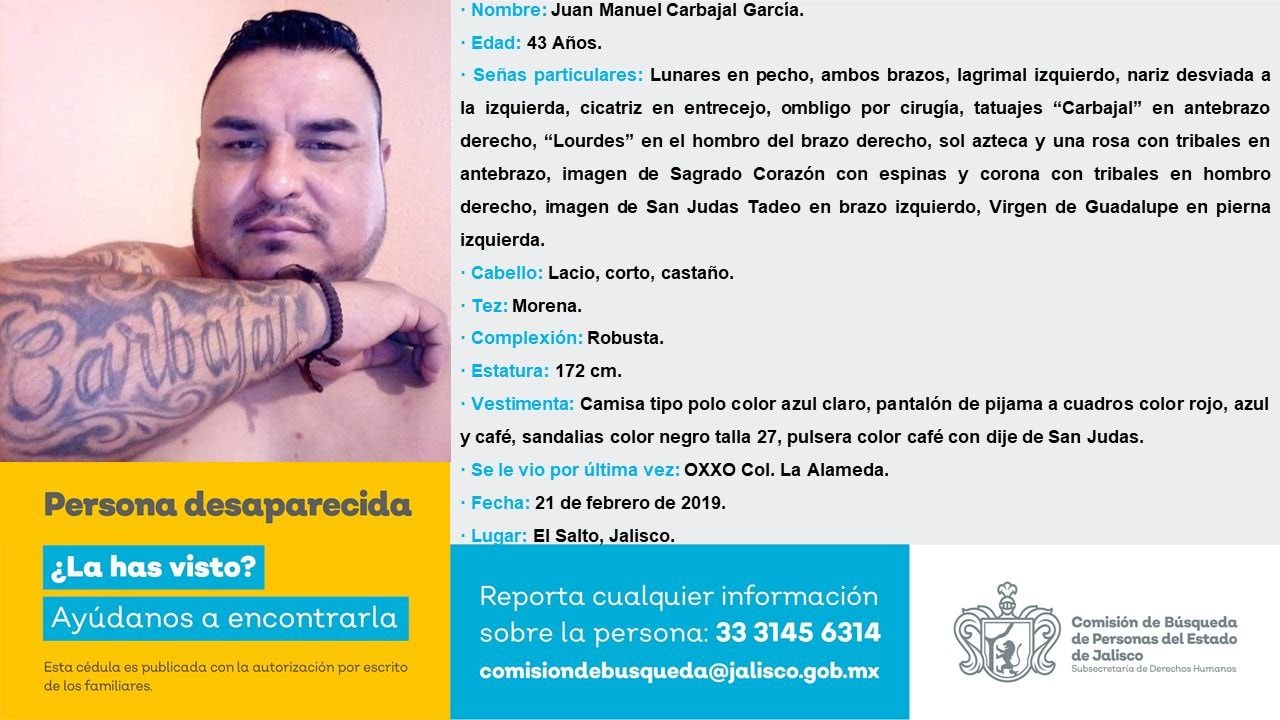 Carbajal
· Nombre: Juan Manuel Carbajal García.
· Edad: 43 Años.
· Señas particulares: Lunares en pecho, ambos brazos, lagrimal izquierdo, nariz desviada a
la izquierda, cicatriz en entrecejo, ombligo por cirugía, tatuajes “Carbajal” en antebrazo
derecho, “Lourdes” en el hombro del brazo derecho, sol azteca y una rosa con tribales en
antebrazo, imagen de Sagrado Corazón con espinas y corona con tribales en hombro
derecho, imagen de San Judas Tadeo en brazo izquierdo, Virgen de Guadalupe en pierna
izquierda.
· Cabello: Lacio, corto, castaño.
· Tez: Morena.
· Complexión: Robusta.
· Estatura: 172 cm.
· Vestimenta: Camisa tipo polo color azul claro, pantalón de pijama a cuadros color rojo, azul
y café, sandalias color negro talla 27, pulsera color café con dije de San Judas.
· Se le vio por última vez: OXXO Col. La Alameda.
· Fecha: 21 de febrero de 2019.
· Lugar: El Salto, Jalisco.
Persona desaparecida
¿La has visto?
Ayúdanos a encontrarla
Esta cédula es publicada con la autorización por escrito
de los familiares.
Reporta cualquier información
sobre la persona: 33 3145 6314
comisiondebusqueda@jalisco.gob.mx
Comisión de Búsqueda
de Personas del Estado
de Jalisco
Subsecretaría de Derechos Humanos